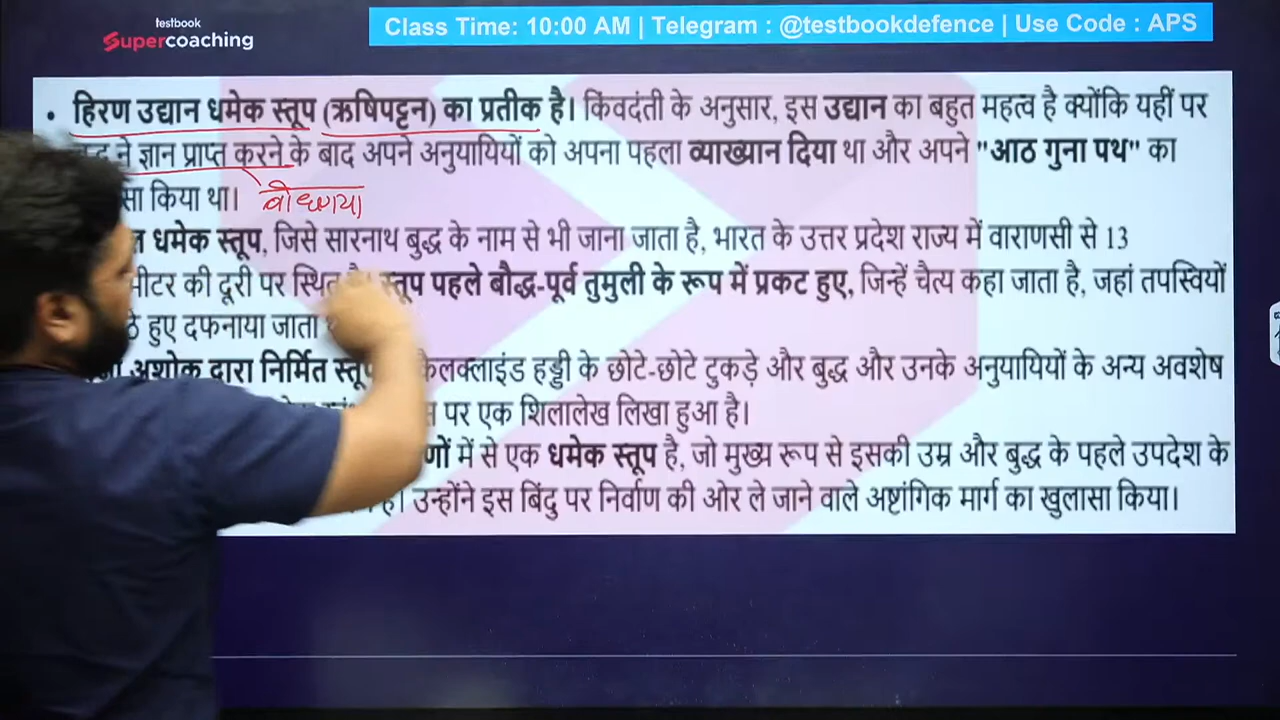 testbook
Supercoaching
Class Time: 10:00 AM | Telegram : @testbookdefence | Use Code : APS
• हिरण उद्यान धमेक स्तूप (ऋषिपट्टन) का प्रतीक है। किंवदंती के अनुसार, इस उद्यान का बहुत महत्व है क्योंकि यहीं पर
ने ज्ञान प्राप्त करने के बाद अपने अनुयायियों को अपना पहला व्याख्यान दिया था और अपने "आठ गुना पथ" का
सा किया था। बोधगया
धमेक स्तूप, जिसे सारनाथ बुद्ध के नाम से भी जाना जाता है, भारत के उत्तर प्रदेश राज्य में वाराणसी से 13
मीटर की दूरी पर स्थित स्तूप पहले बौद्ध-पूर्व तुमुली के रूप में प्रकट हुए, जिन्हें चैत्य कहा जाता है, जहां तपस्वियों
ठे हुए दफनाया जाता
अशोक द्वारा निर्मित कैलक्लाइंड हड्डी के छोटे-छोटे टुकड़े और बुद्ध और उनके अनुयायियों के अन्य अवशेष
पर एक शिलालेख लिखा हुआ है।
णों में से एक धमेक स्तूप है, जो मुख्य रूप से इसकी उम्र और बुद्ध के पहले उपदेश के
उन्होंने इस बिंदु पर निर्वाण की ओर ले जाने वाले अष्टांगिक मार्ग का खुलासा किया।